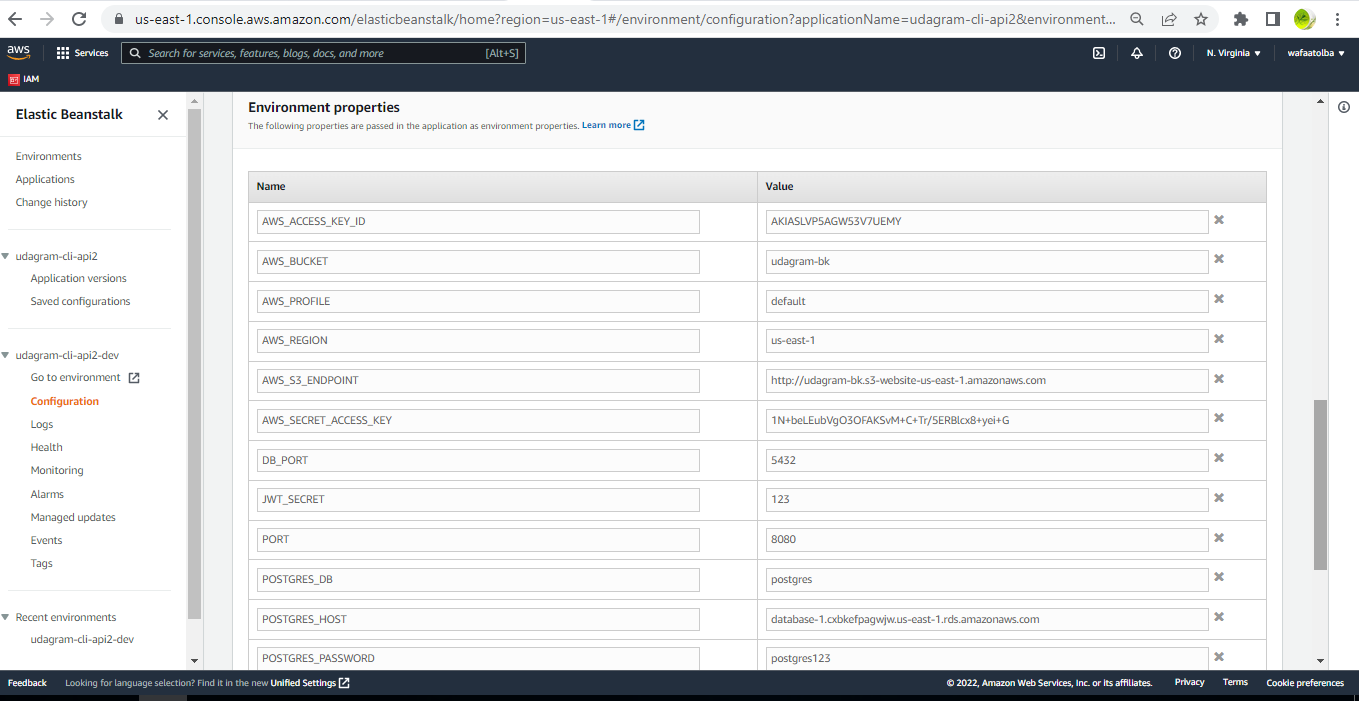 us-east-1.console.aws.amazon.com/elasticbeanstalk/home?region=us-east-1#/environment/configuration?applicationName=udagram-cli-api2&environment...
aws
Services
Search for services, features, blogs, docs, and more
[Alt+S]
N. Virginia
wafaatolba
IAM
Elastic Beanstalk
Environments
Applications
Change history
udagram-cli-api2
Application versions
Saved configurations
udagram-cli-api2-dev
Go to environment
Configuration
Logs
Health
Monitoring
Alarms
Managed updates
Events
Tags
Recent environments
udagram-cli-api2-dev
Environment properties
The following properties are passed in the application as environment properties. Learn more
Name Value
AWS_ACCESS_KEY_ID AKIASLVP5AGW53V7UEMY
AWS_BUCKET udagram-bk
AWS_PROFILE default
AWS_REGION us-east-1
AWS_S3_ENDPOINT http://udagram-bk.s3-website-us-east-1.amazonaws.com
AWS_SECRET_ACCESS_KEY 1N+beLEubVgO3OFAKSvM+C+Tr/5ERBlcx8+yei+G
DB_PORT 5432
JWT_SECRET 123
PORT 8080
POSTGRES_DB postgres
POSTGRES_HOST database-1.cxbkefpagwjw.us-east-1.rds.amazonaws.com
POSTGRES_PASSWORD postgres123
Feedback
Looking for language selection? Find it in the new Unified Settings
© 2022, Amazon Web Services, Inc. or its affiliates.
Privacy
Terms
Cookie preferences